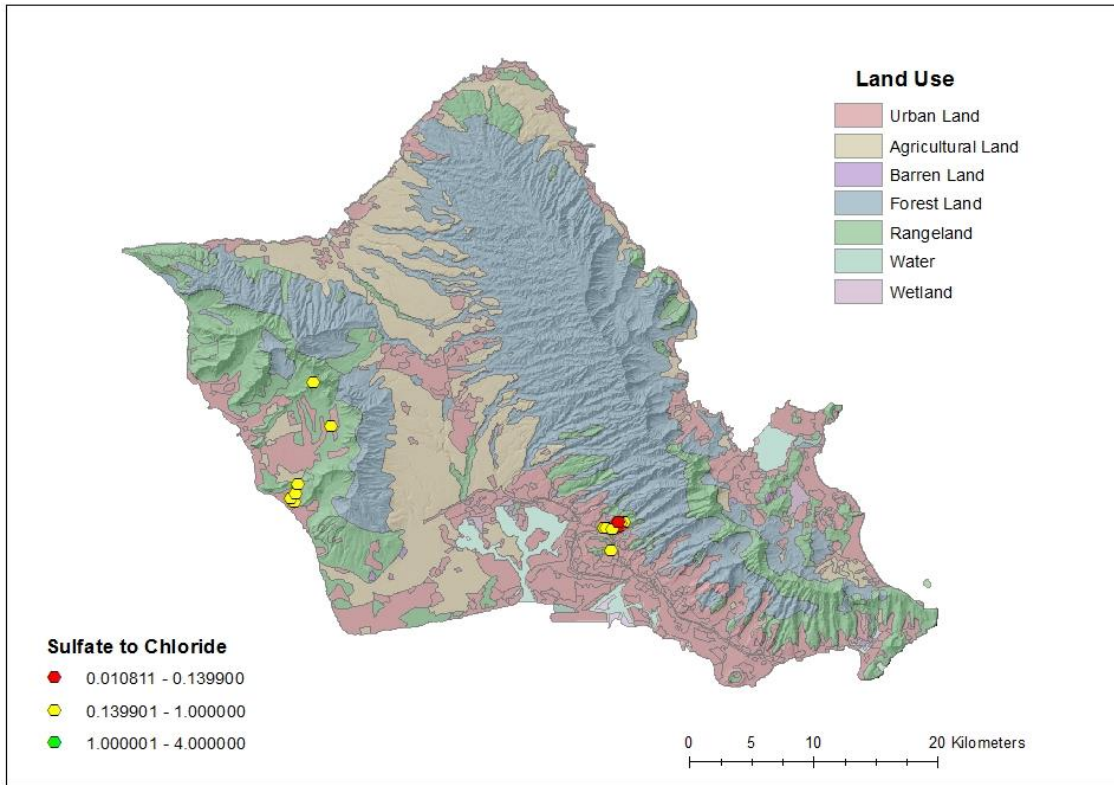 Land Use
Urban Land
Agricultural Land
Barren Land
Forest Land
Rangeland
Water
Wetland
Sulfate to Chloride
0.010811 - 0.139900
0.139901 - 1.000000
1.000001 - 4.000000
0 5 10 20 Kilometers